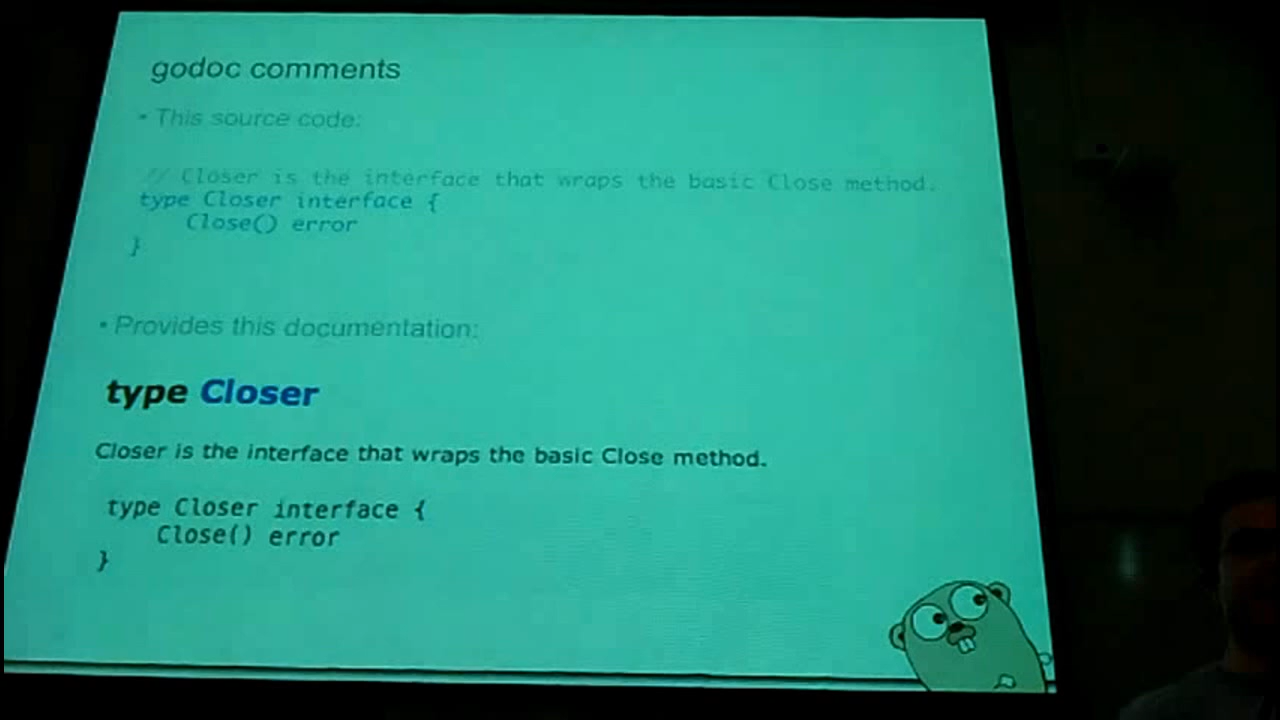 godoc comments
• This source code:
// Closer is the interface that wraps the basic Close method.
type Closer interface {
Close() error
}
• Provides this documentation:
type Closer
Closer is the interface that wraps the basic Close method.
type Closer interface {
Close() error
}